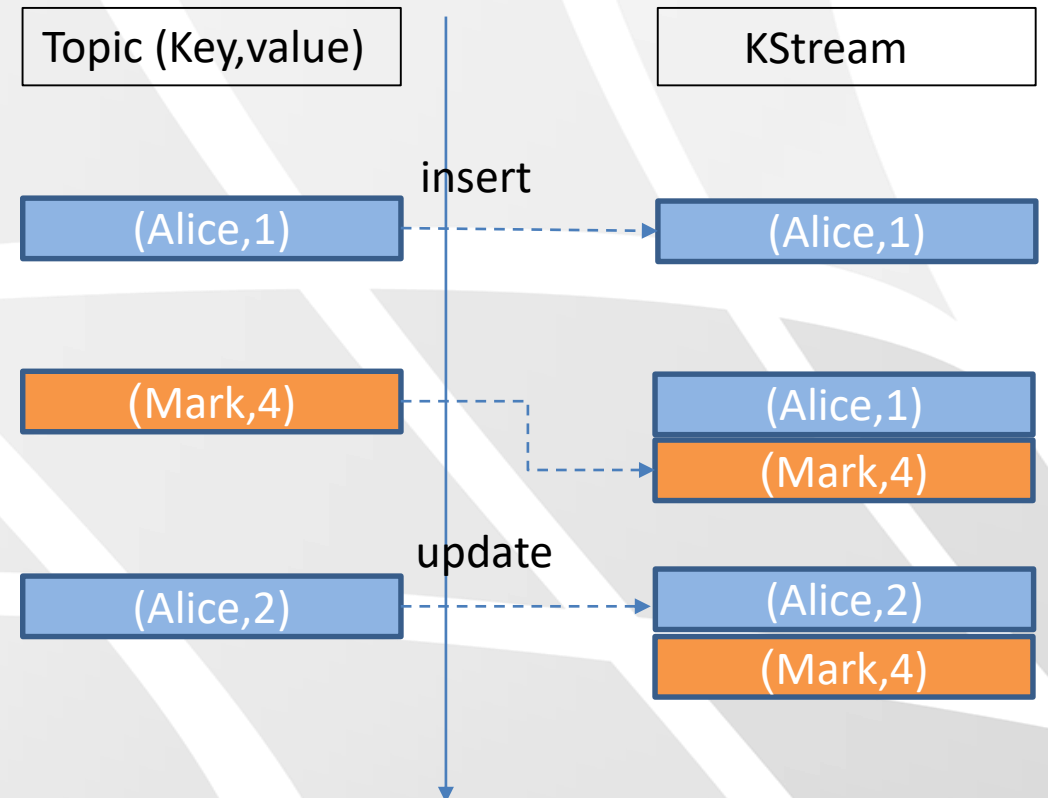 Topic (Key,value)
KStream
insert
(Alice,1)
(Alice,1)
(Mark,4)
(Alice,1)
(Mark,4)
update
(Alice,2)
(Alice,2)
(Mark,4)